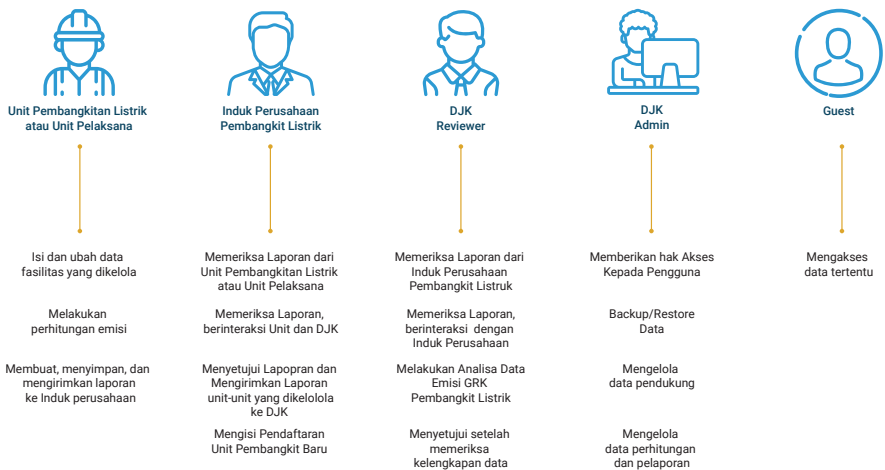 Unit Pembangkitan Listrik
atau Unit Pelaksana
Isi dan ubah data
fasilitas yang dikelola
Melakukan
perhitungan emisi
Membuat, menyimpan, dan
mengirimkan laporan
ke Induk perusahaan
Induk Perusahaan
Pembangkit Listrik
Memeriksa Laporan dari
Unit Pembangkitan Listrik
atau Unit Pelaksana
Memeriksa Laporan,
berinteraksi Unit dan DJK
Menyetujui Lapopran dan
Mengirimkan Laporan
unit-unit yang dikelolola
ke DJK
Mengisi Pendaftaran
Unit Pembangkit Baru
DJK
Reviewer
Memeriksa Laporan dari
Induk Perusahaan
Pembangkit Listruk
Memeriksa Laporan,
berinteraksi dengan
Induk Perusahaan
Melakukan Analisa Data
Emisi GRK
Pembangkit Listrik
Menyetujui setelah
memeriksa
kelengkapan data
DJK
Admin
Memberikan hak Akses
Kepada Pengguna
Backup/Restore
Data
Mengelola
data pendukung
Mengelola
data perhitungan
dan pelaporan
Guest
Mengakses
data tertentu